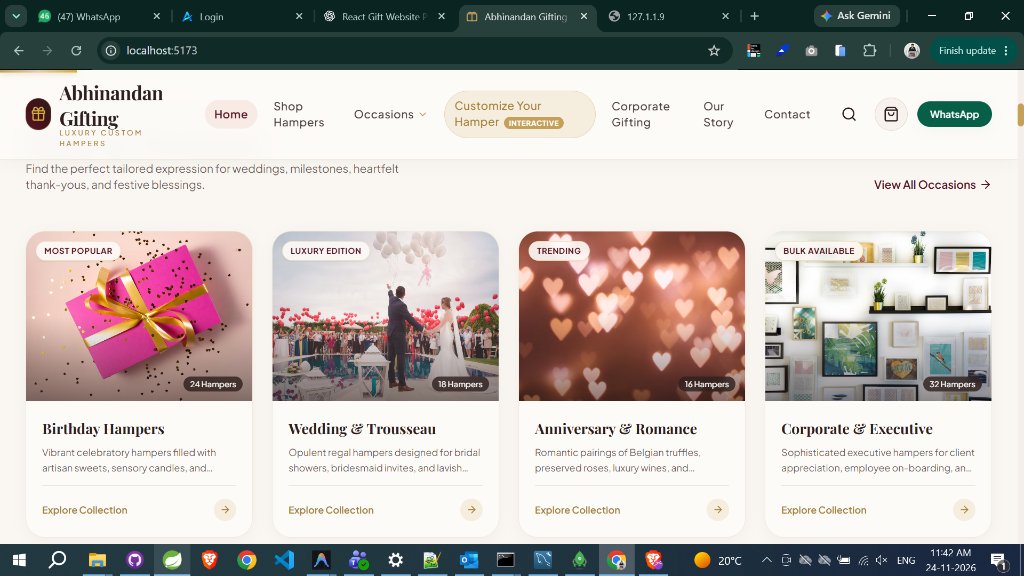 (47) WhatsApp
Login
React Gift Website P
Abhinandan Gifting
127.1.1.9
Ask Gemini
localhost:5173
Finish update
Abhinandan
Gifting
LUXURY CUSTOM
HAMPERS
Home
Shop
Hampers
Occasions
Customize Your
Hamper INTERACTIVE
Corporate
Gifting
Our
Story
Contact
WhatsApp
Find the perfect tailored expression for weddings, milestones, heartfelt
thank-yous, and festive blessings.
View All Occasions →
MOST POPULAR
24 Hampers
Birthday Hampers
Vibrant celebratory hampers filled with
artisan sweets, sensory candies, and...
Explore Collection
LUXURY EDITION
18 Hampers
Wedding & Trousseau
Opulent regal hampers designed for bridal
showers, bridesmaid invites, and lavish...
Explore Collection
TRENDING
16 Hampers
Anniversary & Romance
Romantic pairings of Belgian truffles,
preserved roses, luxury wines, and...
Explore Collection
BULK AVAILABLE
32 Hampers
Corporate & Executive
Sophisticated executive hampers for client
appreciation, employee on-boarding, an...
Explore Collection
20°C
ENG
11:42 AM
24-11-2026